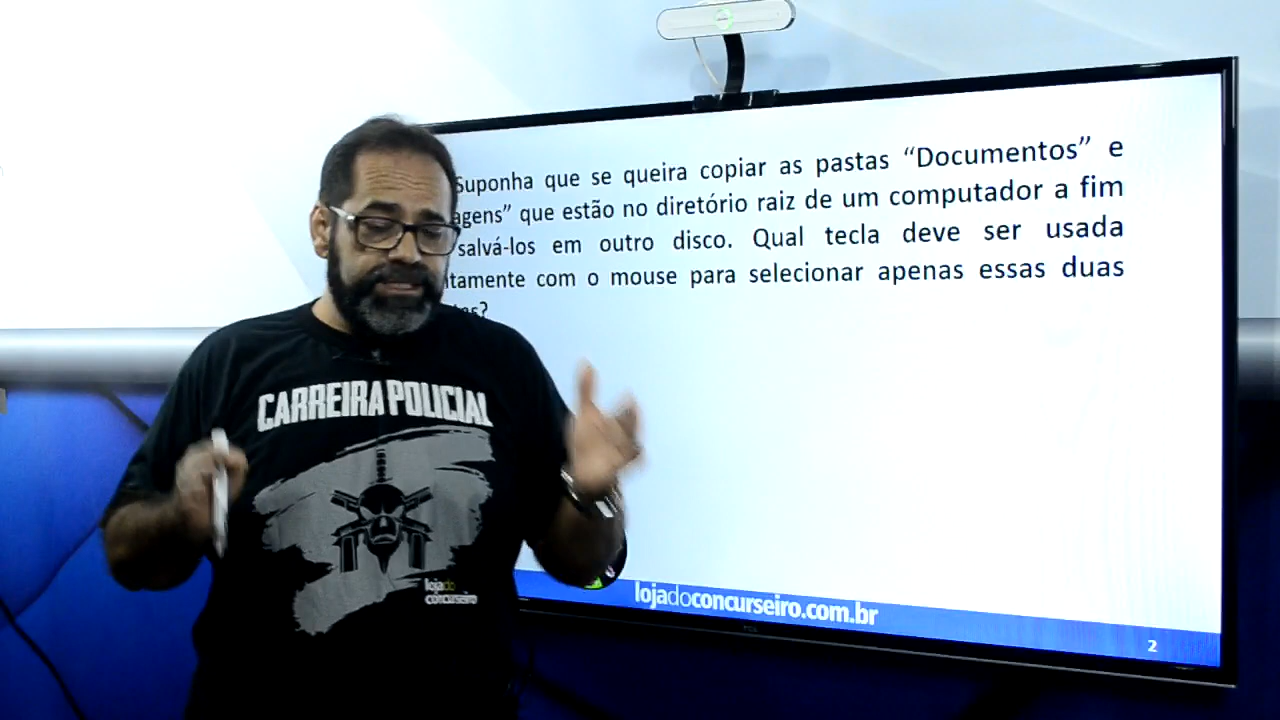 Suponha que se queira copiar as pastas “Documentos” e
agens” que estão no diretório raiz de um computador a fim
salvá-los em outro disco. Qual tecla deve ser usada
tamente com o mouse para selecionar apenas essas duas
CARREIRA POLICIAL
lojado
concurseiro
lojadoconcurseiro.com.br
2